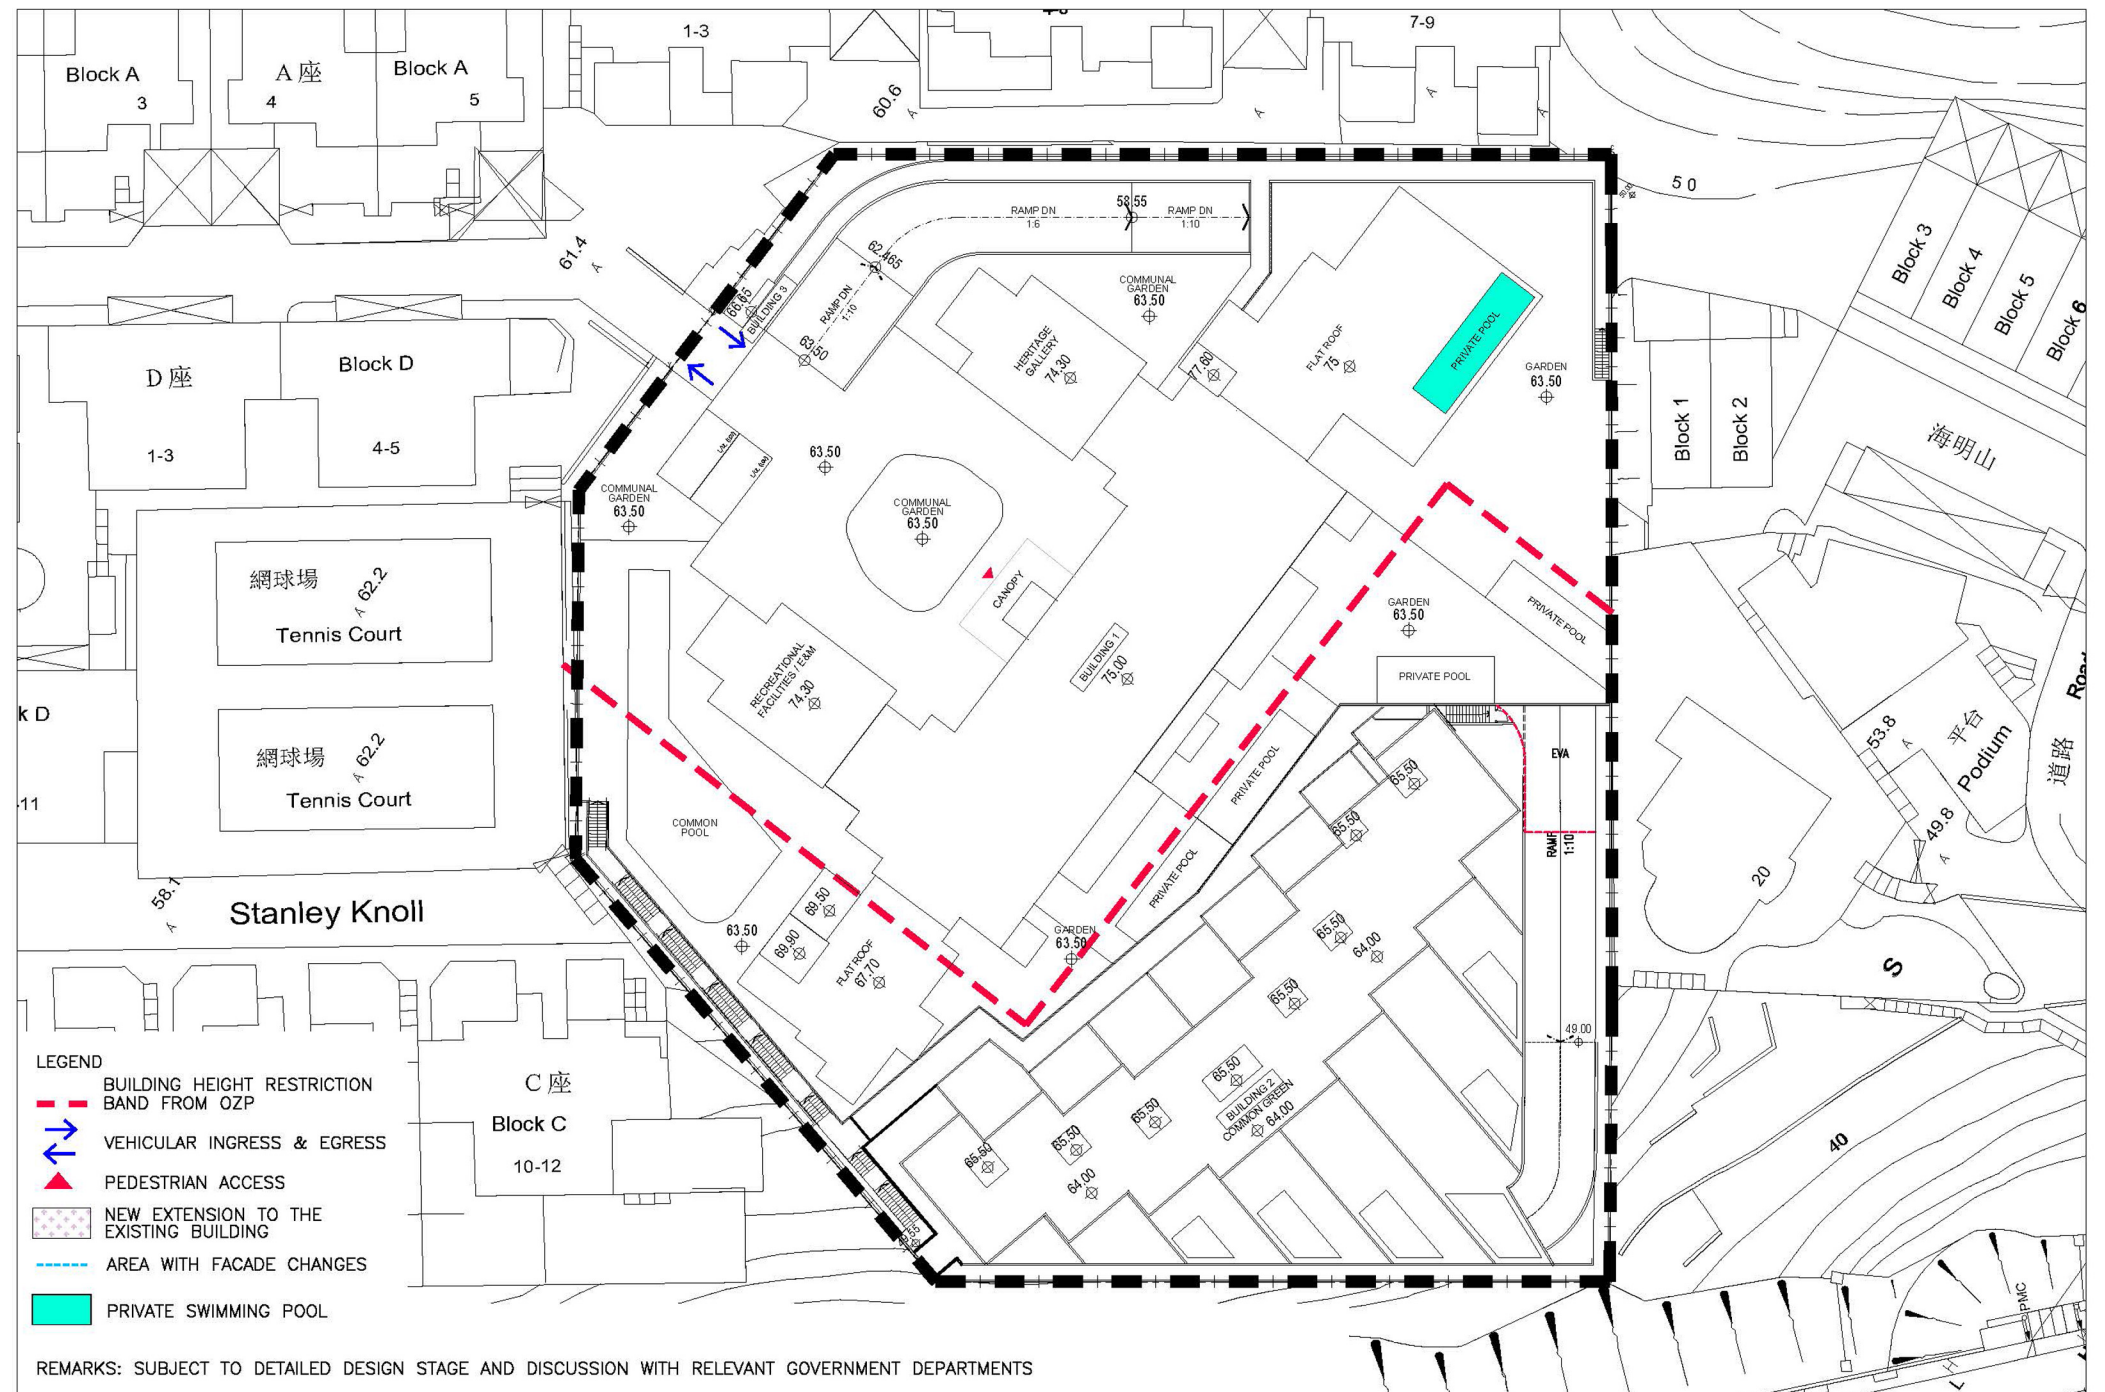 1-3
7-9
Block A
A座
Block A
3
4
5
60.6
50
61.4
58.55
RAMP DN
1:6
RAMP DN
1:10
62.465
66.65
BUILDING 3
RAMP DN
1:10
63.50
COMMUNAL
GARDEN
63.50
HERITAGE
GALLERY
74.30
77.60
FLAT ROOF
75
PRIVATE POOL
GARDEN
63.50
Block 3
Block 4
Block 5
Block 6
Block 1
Block 2
海明山
D座
Block D
1-3
4-5
63.50
COMMUNAL
GARDEN
63.50
COMMUNAL
GARDEN
63.50
CANOPY
網球場
62.2
Tennis Court
GARDEN
63.50
PRIVATE POOL
PRIVATE POOL
BUILDING 1
75.00
RECREATIONAL
FACILITIES / E&M
74.30
k D
網球場
62.2
Tennis Court
-11
COMMON
POOL
PRIVATE POOL
PRIVATE POOL
EVA
RAMP
1:10
65.50
65.50
53.8
平台
Podium
道路
Road
49.8
20
S
58.1
Stanley Knoll
69.50
69.90
63.50
FLAT ROOF
67.70
GARDEN
63.50
65.50
64.00
65.50
49.00
65.50
BUILDING 2
COMMON GREEN
64.00
65.50
65.50
65.50
64.00
40
C座
Block C
10-12
PMC
LEGEND
BUILDING HEIGHT RESTRICTION
BAND FROM OZP
VEHICULAR INGRESS & EGRESS
PEDESTRIAN ACCESS
NEW EXTENSION TO THE
EXISTING BUILDING
AREA WITH FACADE CHANGES
PRIVATE SWIMMING POOL
REMARKS: SUBJECT TO DETAILED DESIGN STAGE AND DISCUSSION WITH RELEVANT GOVERNMENT DEPARTMENTS